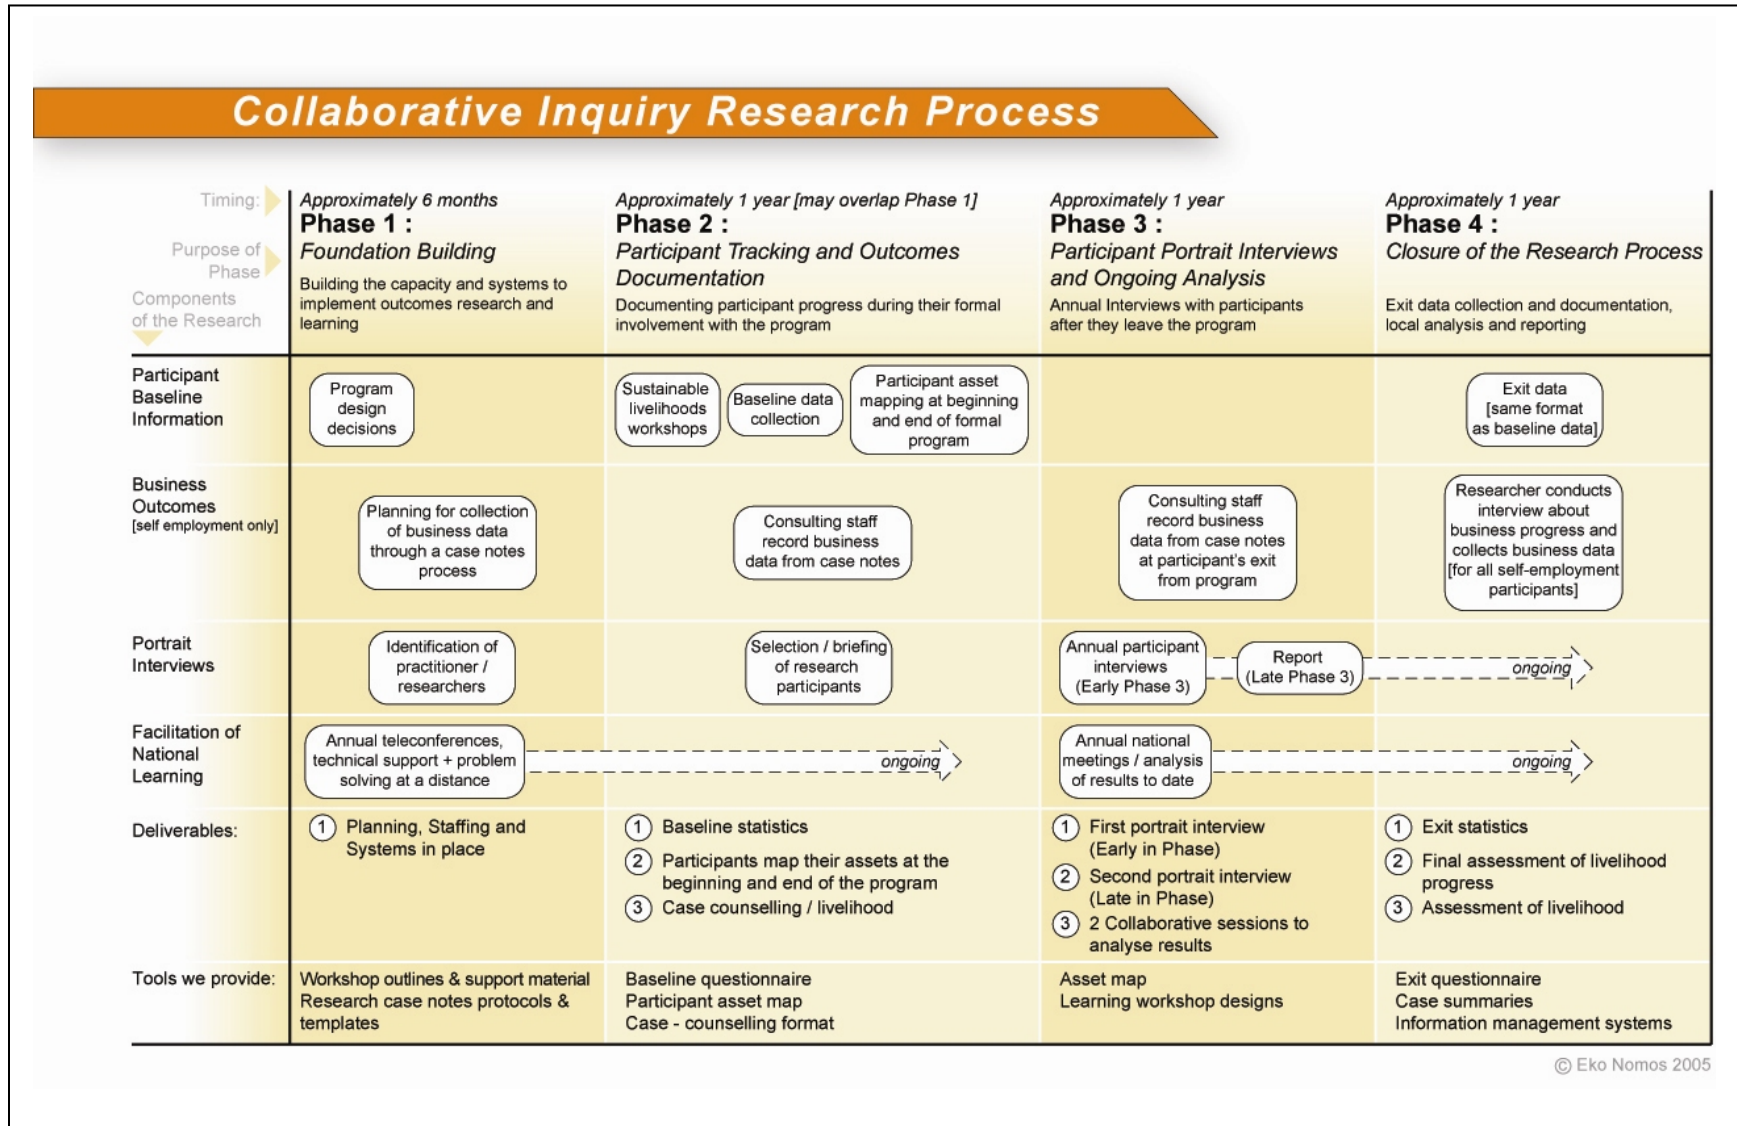 Collaborative Inquiry Research Process
Timing:
Purpose of
Phase
Components
of the Research
Approximately 6 months
Phase 1 :
Foundation Building
Building the capacity and systems to
implement outcomes research and
learning
Approximately 1 year [may overlap Phase 1]
Phase 2 :
Participant Tracking and Outcomes
Documentation
Documenting participant progress during their formal
involvement with the program
Approximately 1 year
Phase 3 :
Participant Portrait Interviews
and Ongoing Analysis
Annual Interviews with participants
after they leave the program
Approximately 1 year
Phase 4 :
Closure of the Research Process
Exit data collection and documentation,
local analysis and reporting
Participant
Baseline
Information
Program
design
decisions
Sustainable
livelihoods
workshops
Baseline data
collection
Participant asset
mapping at beginning
and end of formal
program
Exit data
[same format
as baseline data]
Business
Outcomes
[self employment only]
Planning for collection
of business data
through a case notes
process
Consulting staff
record business
data from case notes
Consulting staff
record business
data from case notes
at participant's exit
from program
Researcher conducts
interview about
business progress and
collects business data
[for all self-employment
participants]
Portrait
Interviews
Identification of
practitioner /
researchers
Selection / briefing
of research
participants
Annual participant
interviews
(Early Phase 3)
Report
(Late Phase 3)
ongoing
Facilitation of
National
Learning
Annual teleconferences,
technical support + problem
solving at a distance
ongoing
Annual national
meetings / analysis
of results to date
ongoing
Deliverables:
1 Planning, Staffing and
Systems in place
1 Baseline statistics
2 Participants map their assets at the
beginning and end of the program
3 Case counselling / livelihood
1 First portrait interview
(Early in Phase)
2 Second portrait interview
(Late in Phase)
3 2 Collaborative sessions to
analyse results
1 Exit statistics
2 Final assessment of livelihood
progress
3 Assessment of livelihood
Tools we provide:
Workshop outlines & support material
Research case notes protocols &
templates
Baseline questionnaire
Participant asset map
Case - counselling format
Asset map
Learning workshop designs
Exit questionnaire
Case summaries
Information management systems
© Eko Nomos 2005